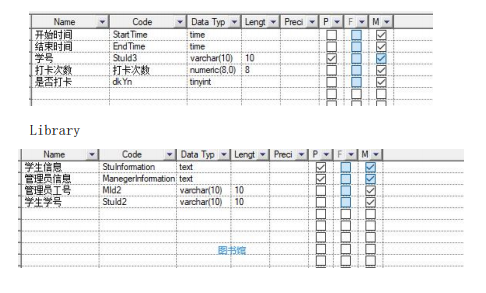 Name Code Data Typ Lengt Preci P F M
开始时间 StartTime time
结束时间 EndTime time
学号 StuId3 varchar(10) 10
打卡次数 打卡次数 numeric(8,0) 8
是否打卡 dkYn tinyint
Library
Name Code Data Typ Lengt Preci P F M
学生信息 StuInfomation text
管理员信息 ManegerInformation text
管理员工号 MId2 varchar(10) 10
学生学号 StuId2 varchar(10) 10
图书馆